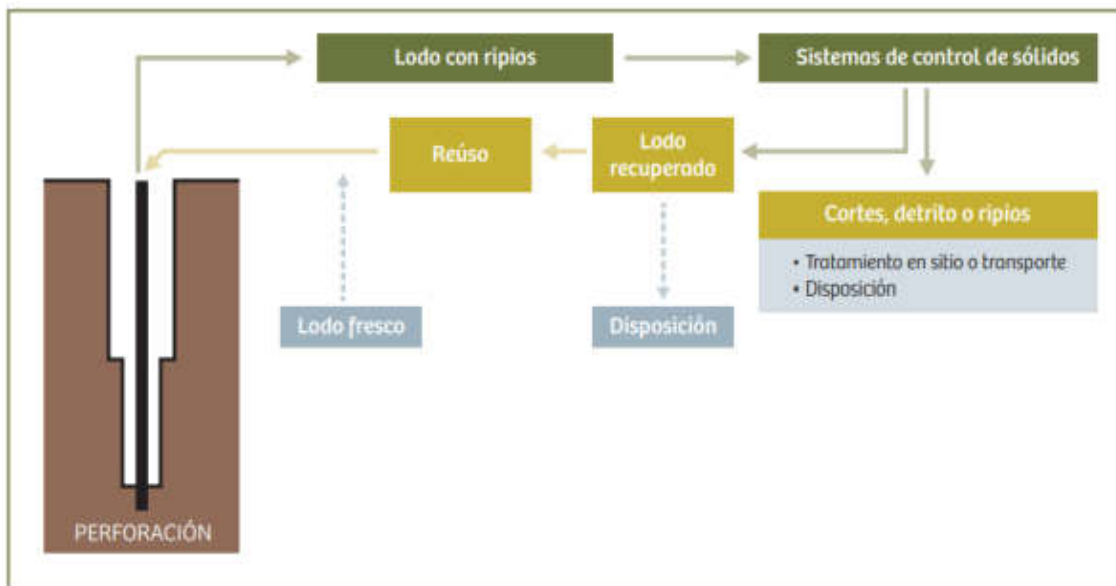 Lodo con ripios
Sistemas de control de sólidos
Reúso
Lodo
recuperado
Cortes, detrito o ripios
• Tratamiento en sitio o transporte
• Disposición
Lodo fresco
Disposición
PERFORACIÓN